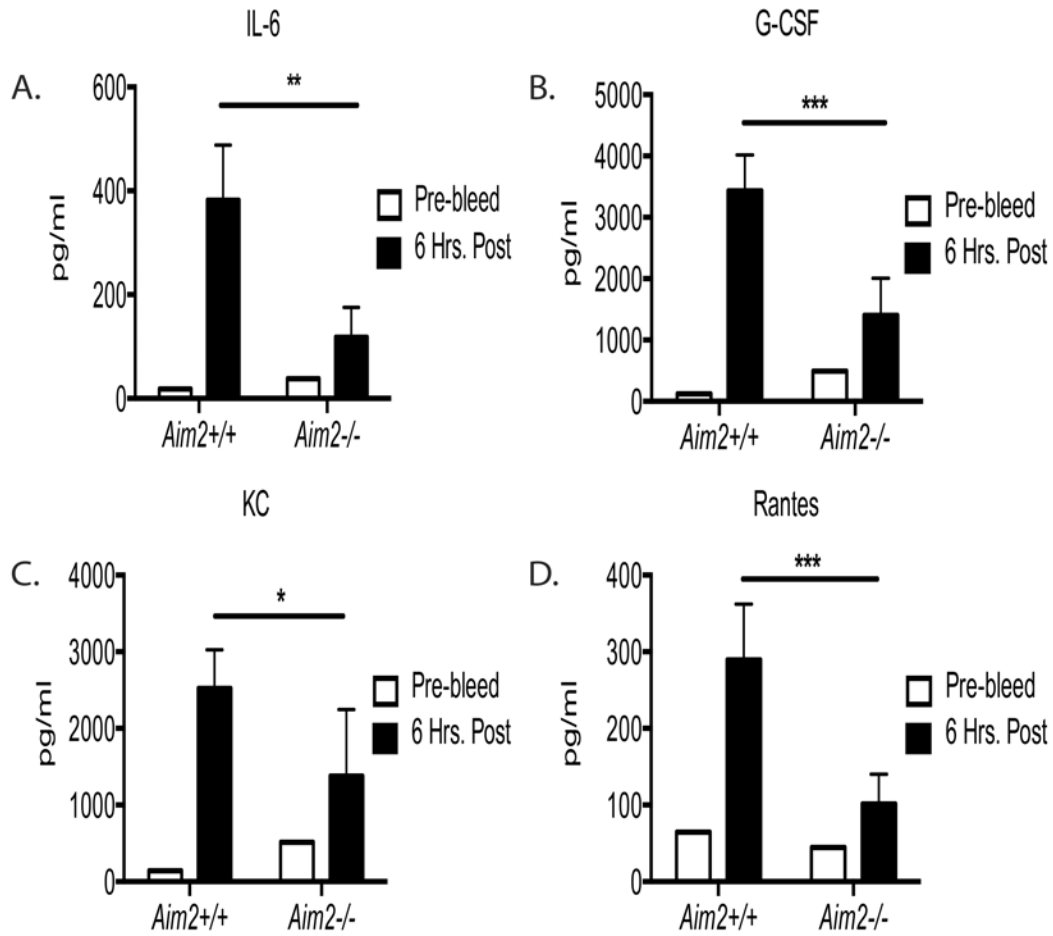 IL-6
A.
600
400
200
0
pg/ml
**
Pre-bleed
6 Hrs. Post
Aim2+/+
Aim2-/-
G-CSF
B.
5000
4000
3000
2000
1000
0
pg/ml
***
Pre-bleed
6 Hrs. Post
Aim2+/+
Aim2-/-
KC
C.
4000
3000
2000
1000
0
pg/ml
*
Pre-bleed
6 Hrs. Post
Aim2+/+
Aim2-/-
Rantes
D.
400
300
200
100
0
pg/ml
***
Pre-bleed
6 Hrs. Post
Aim2+/+
Aim2-/-